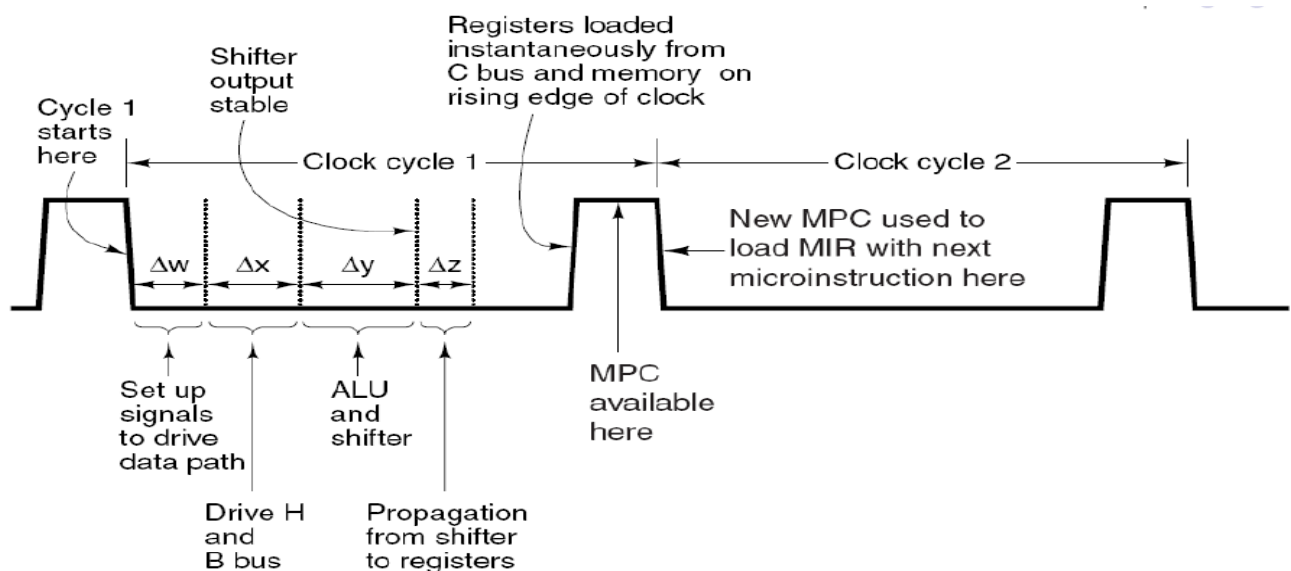 Registers loaded
instantaneously from
C bus and memory on
rising edge of clock
Shifter
output
stable
Cycle 1
starts
here
Clock cycle 1
Clock cycle 2
New MPC used to
load MIR with next
microinstruction here
Δw
Δx
Δy
Δz
Set up
signals
to drive
data path
ALU
and
shifter
MPC
available
here
Drive H
and
B bus
Propagation
from shifter
to registers